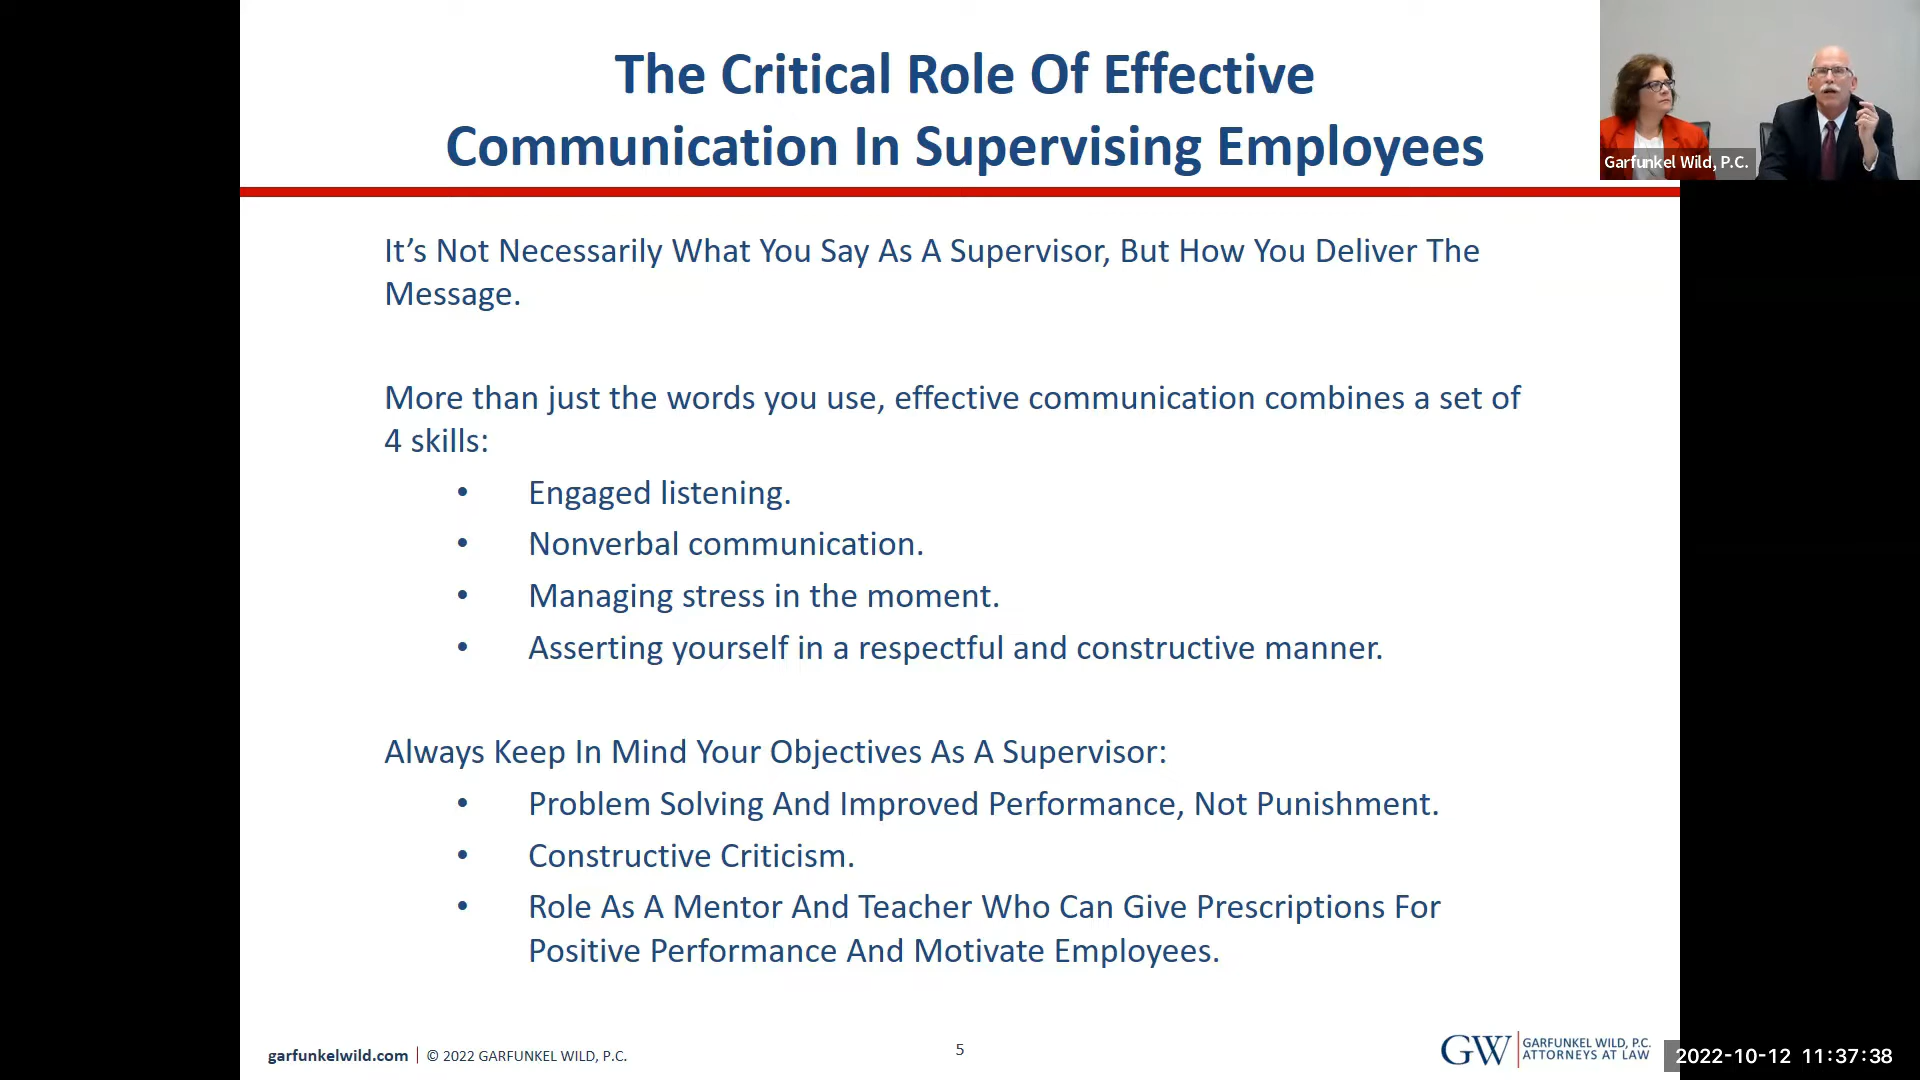 The Critical Role Of Effective
Communication In Supervising Employees
Garfunkel Wild, P.C.
It’s Not Necessarily What You Say As A Supervisor, But How You Deliver The
Message.
More than just the words you use, effective communication combines a set of
4 skills:
• Engaged listening.
• Nonverbal communication.
• Managing stress in the moment.
• Asserting yourself in a respectful and constructive manner.
Always Keep In Mind Your Objectives As A Supervisor:
• Problem Solving And Improved Performance, Not Punishment.
• Constructive Criticism.
• Role As A Mentor And Teacher Who Can Give Prescriptions For
Positive Performance And Motivate Employees.
garfunkelwild.com | © 2022 GARFUNKEL WILD, P.C.
5
GW GARFUNKEL WILD, P.C.
ATTORNEYS AT LAW
2022-10-12 11:37:38